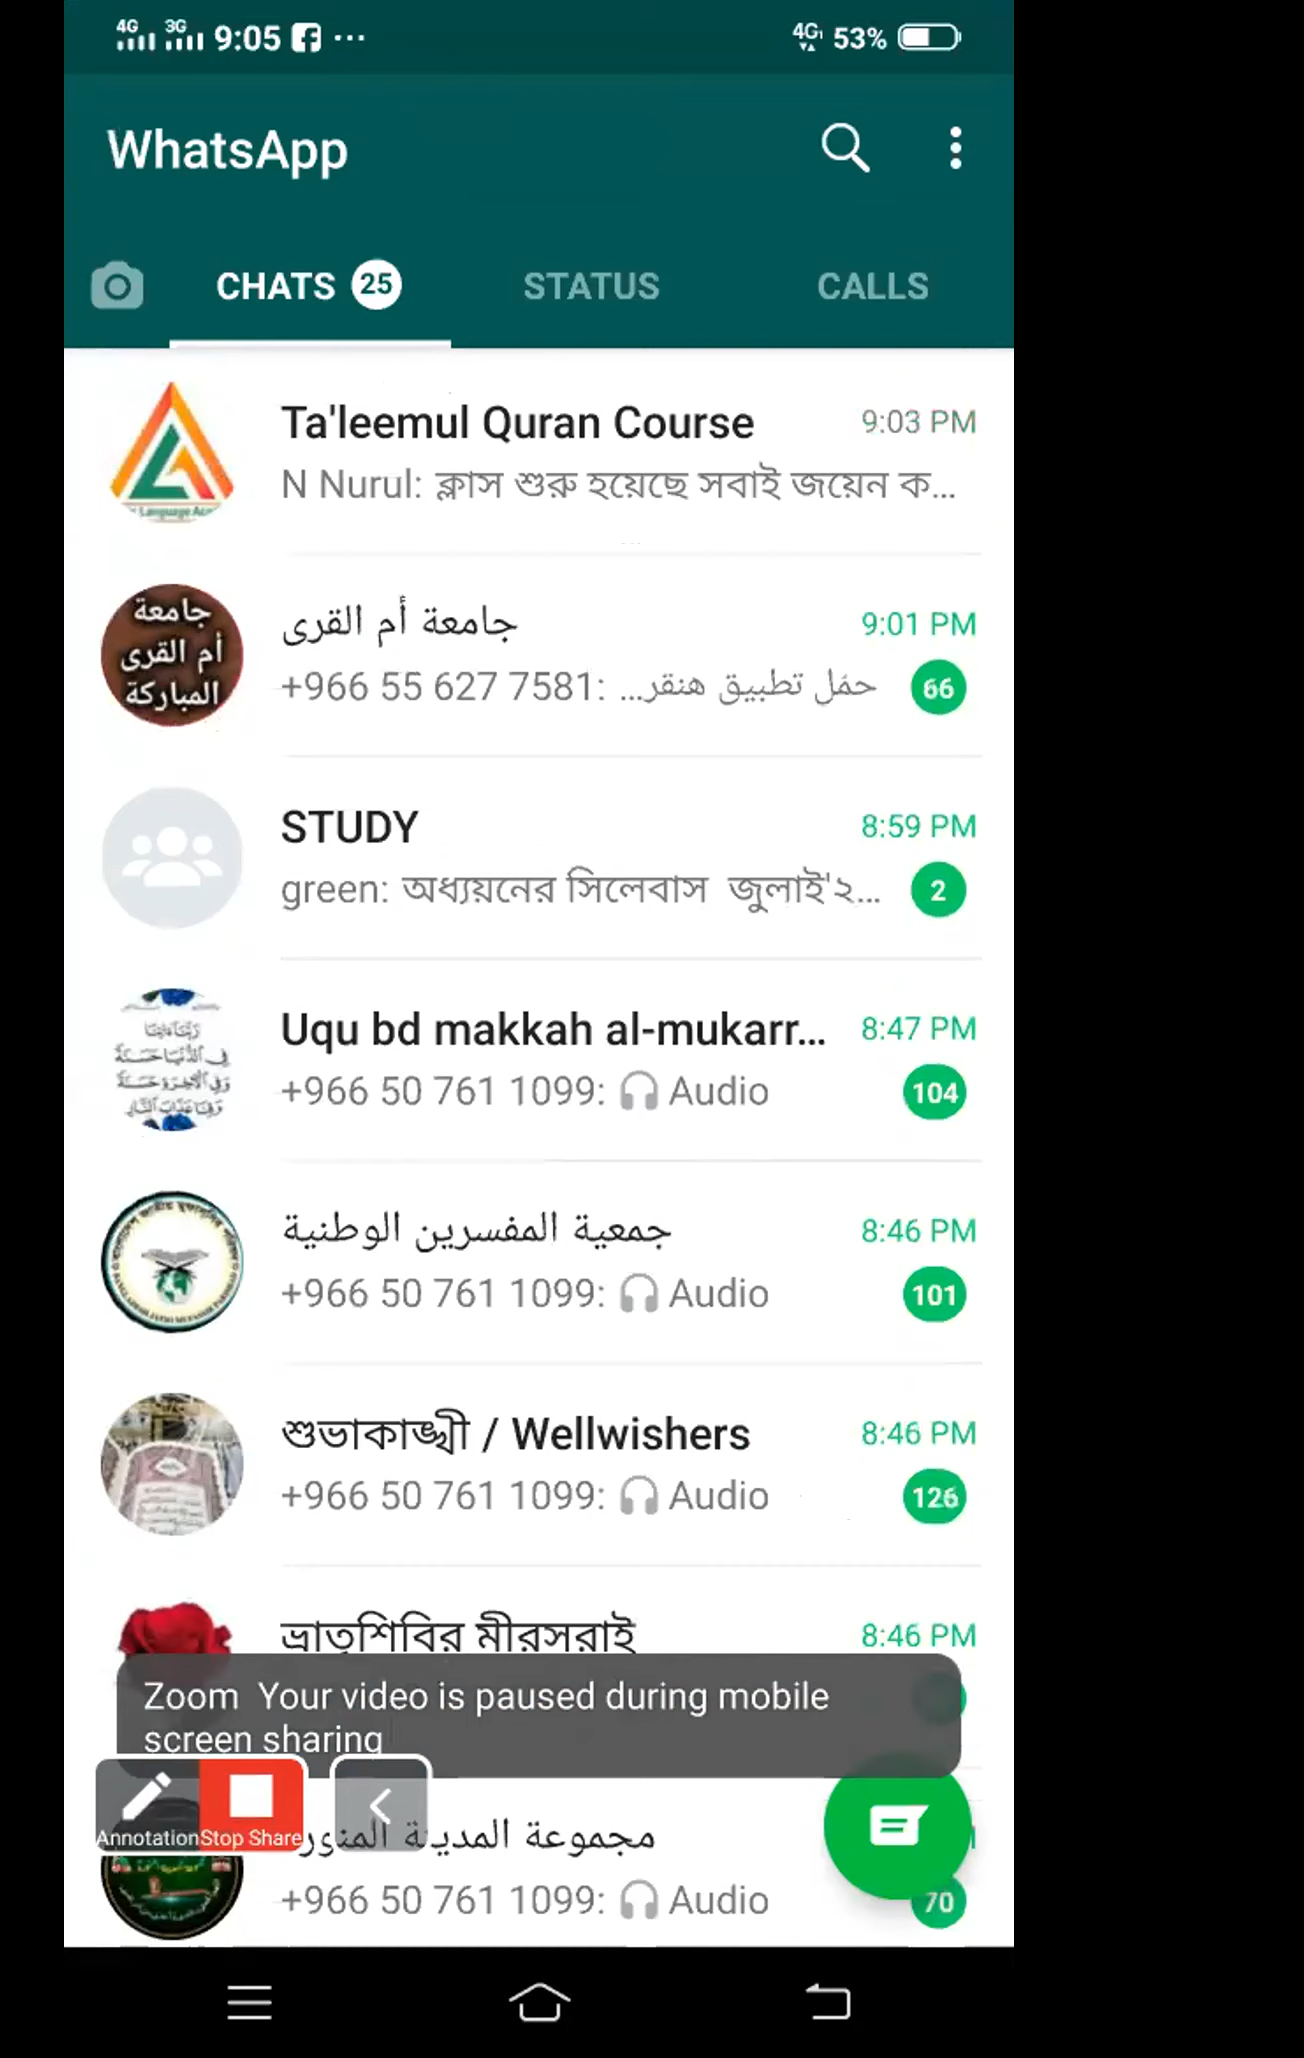 4G 3G 9:05 ... 4G 53%
WhatsApp
CHATS 25 STATUS CALLS
Ta'leemul Quran Course 9:03 PM
N Nurul: ক্লাস শুরু হয়েছে সবাই জয়েন ক...
Language Aca
جامعة
أم القرى
المباركة
جامعة أم القرى 9:01 PM
+966 55 627 7581: حمّل تطبيق هنقر... 66
STUDY 8:59 PM
green: অধ্যয়নের সিলেবাস জুলাই'২... 2
Uqu bd makkah al-mukarr... 8:47 PM
+966 50 761 1099: Audio 104
جمعية المفسرين الوطنية 8:46 PM
+966 50 761 1099: Audio 101
শুভাকাঙ্খী / Wellwishers 8:46 PM
+966 50 761 1099: Audio 126
ভ্রাতৃশিবির মীরসরাই 8:46 PM
Zoom Your video is paused during mobile
screen sharing
Annotation Stop Share
مجموعة المدينة المنور
+966 50 761 1099: Audio 70